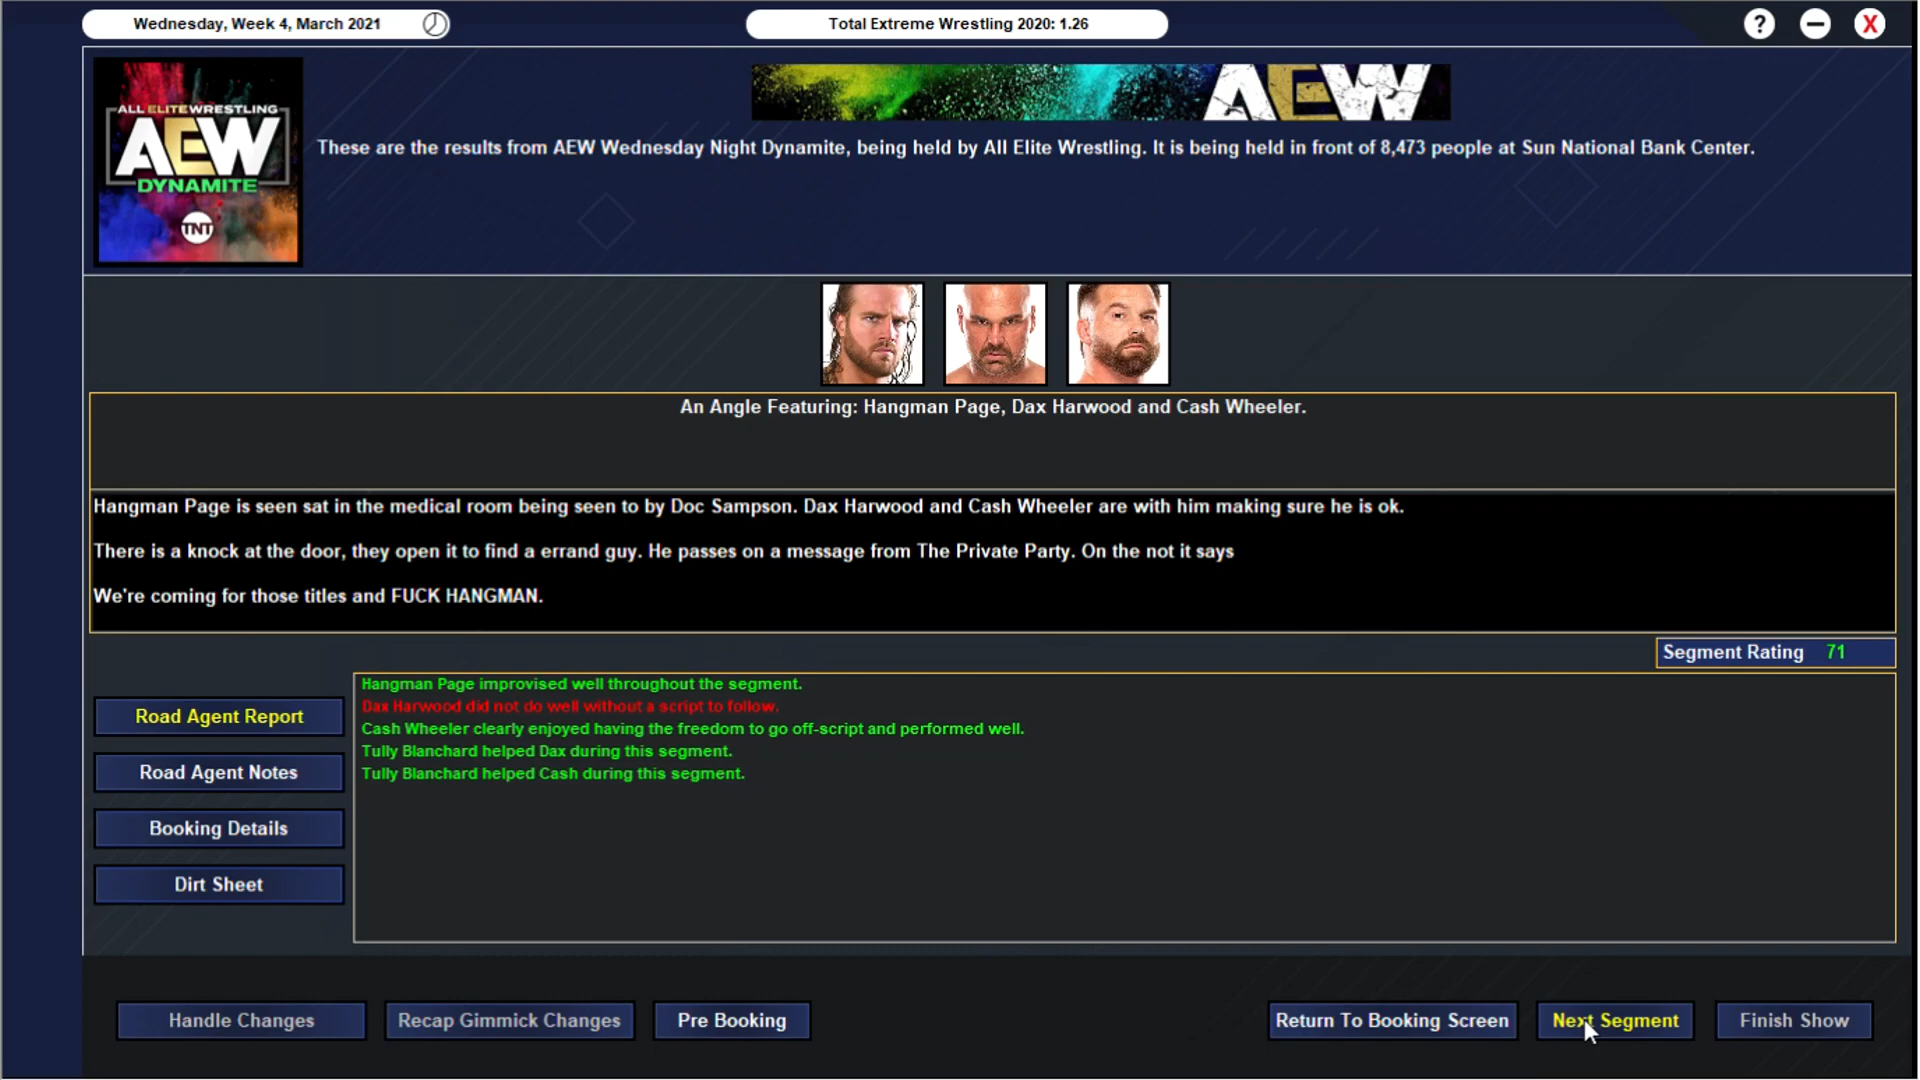 Wednesday, Week 4, March 2021
Total Extreme Wrestling 2020: 1.26
?
X
ALL ELITE WRESTLING
AEW
DYNAMITE
TNT
AEW
These are the results from AEW Wednesday Night Dynamite, being held by All Elite Wrestling. It is being held in front of 8,473 people at Sun National Bank Center.
An Angle Featuring: Hangman Page, Dax Harwood and Cash Wheeler.
Hangman Page is seen sat in the medical room being seen to by Doc Sampson. Dax Harwood and Cash Wheeler are with him making sure he is ok.
There is a knock at the door, they open it to find a errand guy. He passes on a message from The Private Party. On the not it says
We're coming for those titles and FUCK HANGMAN.
Segment Rating 71
Road Agent Report
Road Agent Notes
Booking Details
Dirt Sheet
Hangman Page improvised well throughout the segment.
Dax Harwood did not do well without a script to follow.
Cash Wheeler clearly enjoyed having the freedom to go off-script and performed well.
Tully Blanchard helped Dax during this segment.
Tully Blanchard helped Cash during this segment.
Handle Changes
Recap Gimmick Changes
Pre Booking
Return To Booking Screen
Next Segment
Finish Show